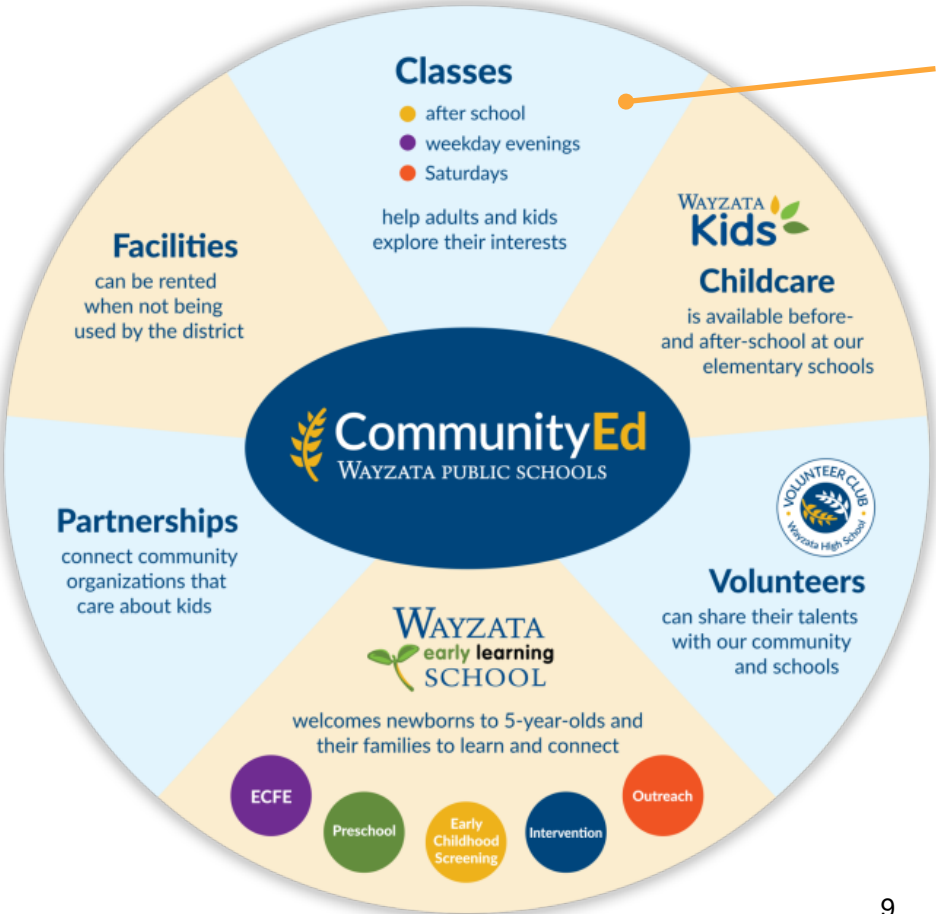 Classes
after school
weekday evenings
Saturdays
help adults and kids
explore their interests
WAYZATA
Kids
Childcare
is available before-
and after-school at our
elementary schools
VOLUNTEER CLUB
Wayzata High School
Volunteers
can share their talents
with our community
and schools
WAYZATA
early learning
SCHOOL
welcomes newborns to 5-year-olds and
their families to learn and connect
ECFE
Preschool
Early
Childhood
Screening
Intervention
Outreach
Partnerships
connect community
organizations that
care about kids
Facilities
can be rented
when not being
used by the district
CommunityEd
WAYZATA PUBLIC SCHOOLS
9